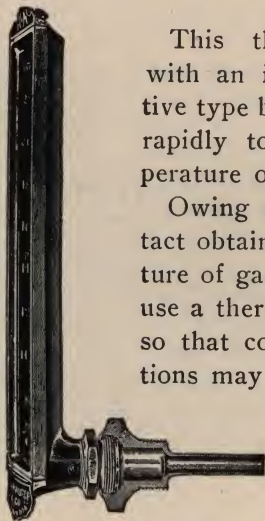 This th
with an i
tive type b
rapidly to
perature o
Owing
tact obtain
ture of ga
use a ther
so that co
tions may